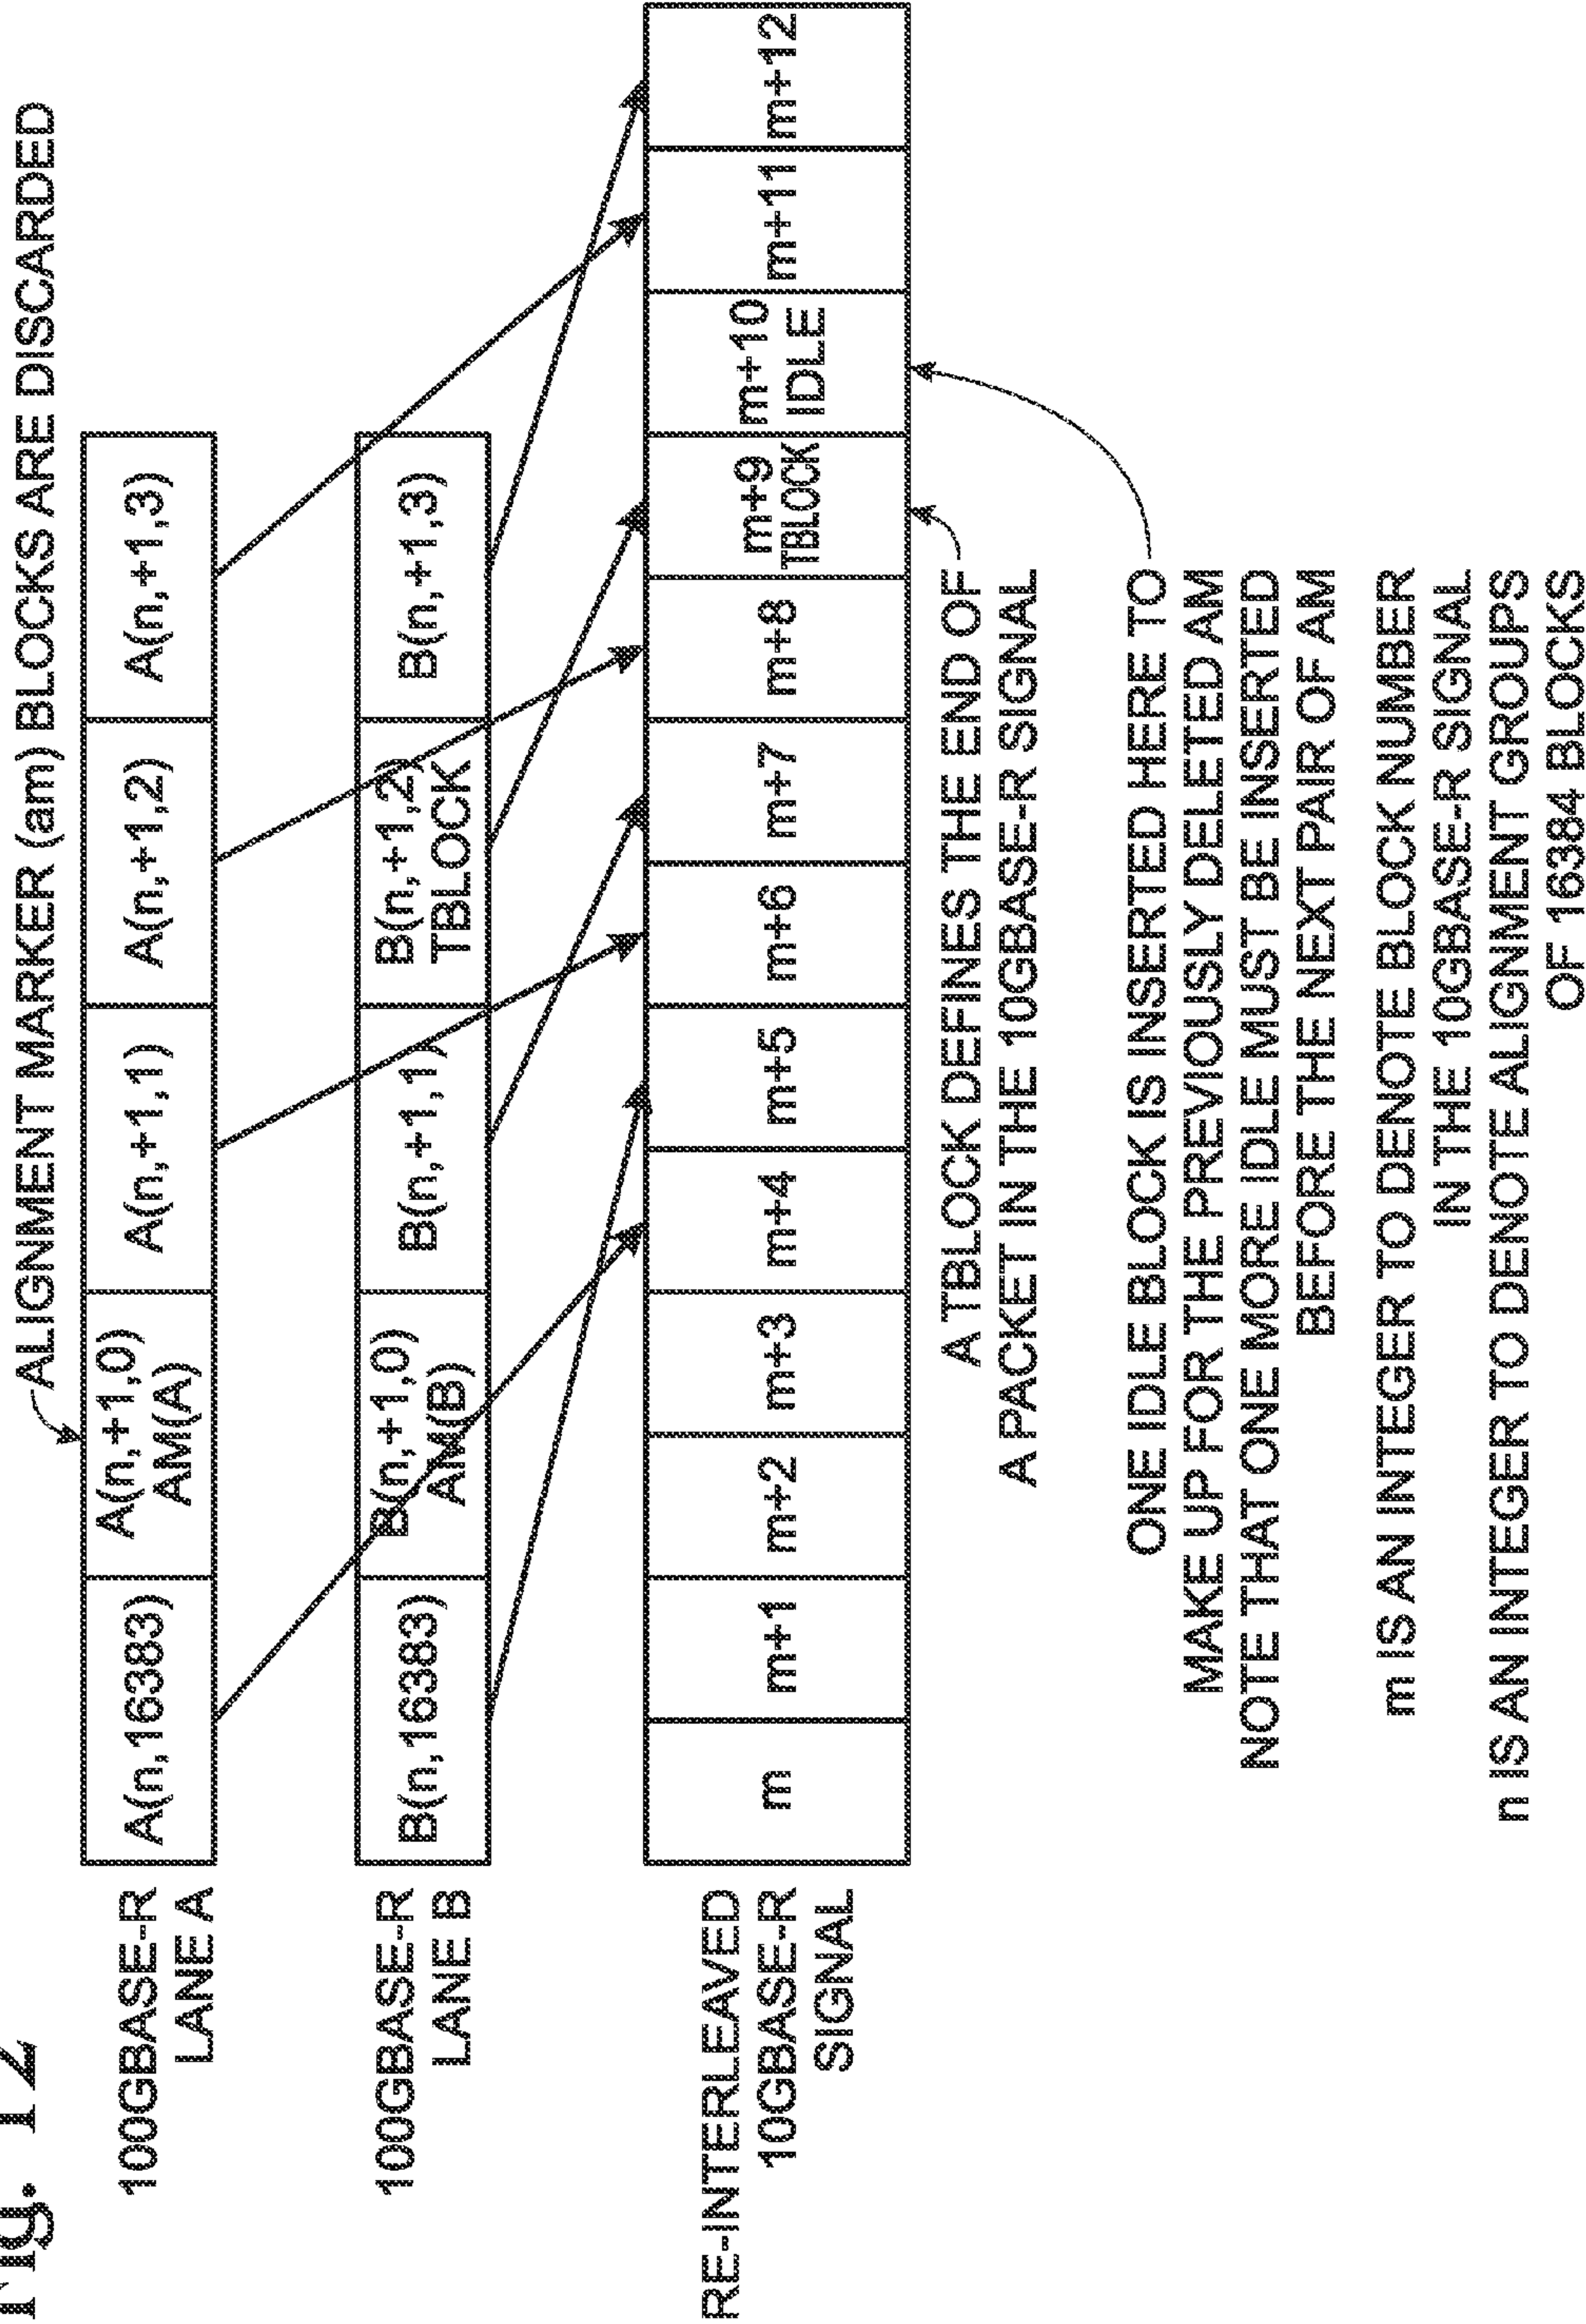 Fig. 12
ALIGNMENT MARKER (am) BLOCKS ARE DISCARDED
100GBASE-R
LANE A
A(n,16383)
A(n,+1,0)
AM(A)
A(n,+1,1)
A(n,+1,2)
A(n,+1,3)
100GBASE-R
LANE B
B(n,16383)
B(n,+1,0)
AM(B)
B(n,+1,1)
B(n,+1,2)
TBLOCK
B(n,+1,3)
RE-INTERLEAVED
10GBASE-R
SIGNAL
m
m+1
m+2
m+3
m+4
m+5
m+6
m+7
m+8
m+9
TBLOCK
m+10
IDLE
m+11
m+12
A TBLOCK DEFINES THE END OF
A PACKET IN THE 10GBASE-R SIGNAL
ONE IDLE BLOCK IS INSERTED HERE TO
MAKE UP FOR THE PREVIOUSLY DELETED AM
NOTE THAT ONE MORE IDLE MUST BE INSERTED
BEFORE THE NEXT PAIR OF AM
m IS AN INTEGER TO DENOTE BLOCK NUMBER
IN THE 10GBASE-R SIGNAL
n IS AN INTEGER TO DENOTE ALIGNMENT GROUPS
OF 16384 BLOCKS